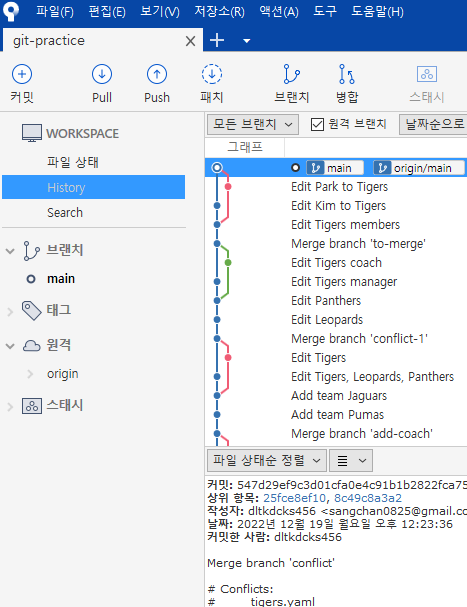 파일(F) 편집(E) 보기(V) 저장소(R) 액션(A) 도구 도움말(H)
git-practice
커밋 Pull Push 패치 브랜치 병합 스태시
WORKSPACE
파일 상태
History
Search
브랜치
main
태그
원격
origin
스태시
모든 브랜치 원격 브랜치 날짜순으로
그래프
main origin/main
Edit Park to Tigers
Edit Kim to Tigers
Edit Tigers members
Merge branch 'to-merge'
Edit Tigers coach
Edit Tigers manager
Edit Panthers
Edit Leopards
Merge branch 'conflict-1'
Edit Tigers
Edit Tigers, Leopards, Panthers
Add team Jaguars
Add team Pumas
Merge branch 'add-coach'
파일 상태순 정렬
커밋: 547d29ef9c3d01cfa0e4c91b1b2822fca75
상위 항목: 25fce8ef10, 8c49c8a3a2
작성자: dltkdcks456 <sangchan0825@gmail.co
날짜: 2022년 12월 19일 월요일 오후 12:23:36
커밋한 사람: dltkdcks456
Merge branch 'conflict'
# Conflicts:
# tigers.yaml